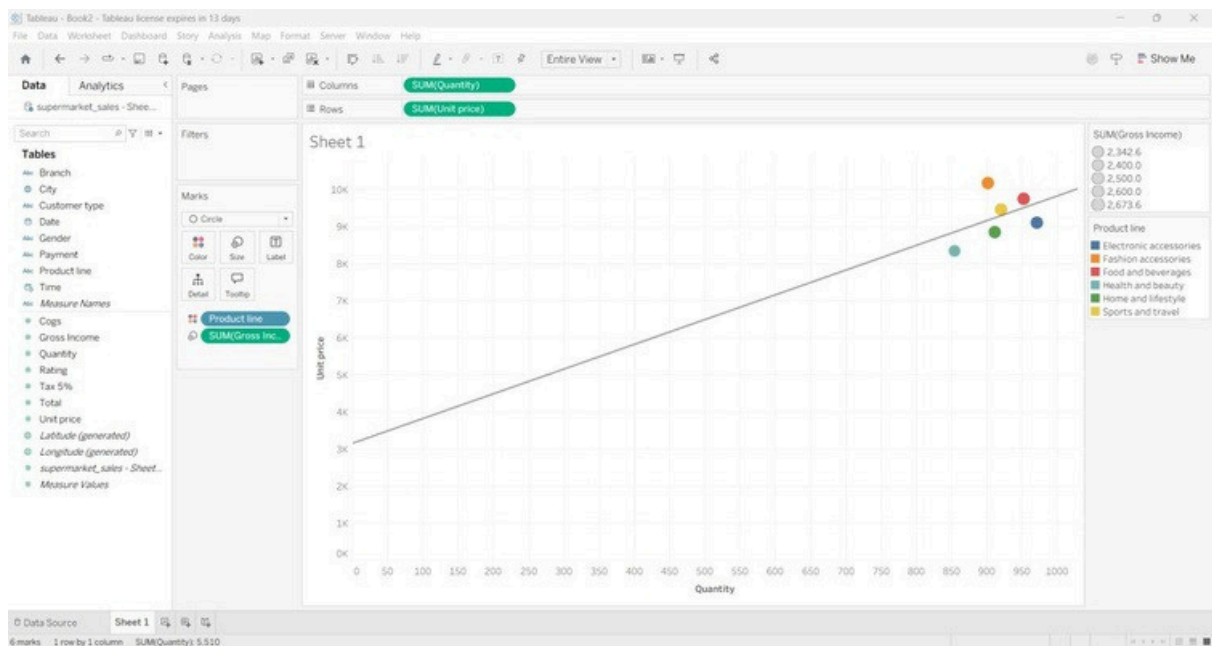 Tableau - Book2 - Tableau license expires in 13 days
File Data Worksheet Dashboard Story Analysis Map Format Server Window Help
Entire View
Show Me
Data Analytics
supermarket_sales - Shee...
Search
Tables
Abc Branch
City
Abc Customer type
Date
Abc Gender
Abc Payment
Abc Product line
Time
Abc Measure Names
Cogs
Gross Income
Quantity
Rating
Tax 5%
Total
Unit price
Latitude (generated)
Longitude (generated)
supermarket_sales - Sheet...
Measure Values
Pages
Filters
Marks
Circle
Color Size Label
Detail Tooltip
Product line
SUM(Gross Inc..
Columns SUM(Quantity)
Rows SUM(Unit price)
Sheet 1
10K
9K
8K
7K
6K
5K
4K
3K
2K
1K
0K
Unit price
0 50 100 150 200 250 300 350 400 450 500 550 600 650 700 750 800 850 900 950 1000
Quantity
SUM(Gross Income)
2,342.6
2,400.0
2,500.0
2,600.0
2,673.6
Product line
Electronic accessories
Fashion accessories
Food and beverages
Health and beauty
Home and lifestyle
Sports and travel
Data Source Sheet 1
6 marks 1 row by 1 column SUM(Quantity): 5.510